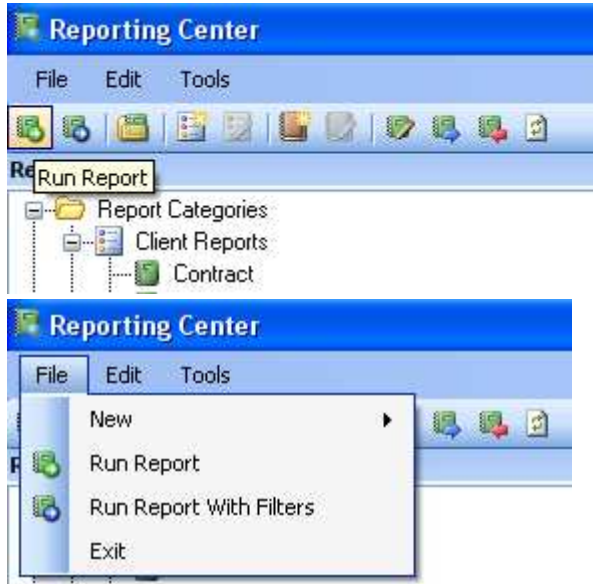 Reporting Center
File Edit Tools
Re
Run Report
Report Categories
Client Reports
Contract
Reporting Center
File Edit Tools
New
Run Report
Run Report With Filters
Exit